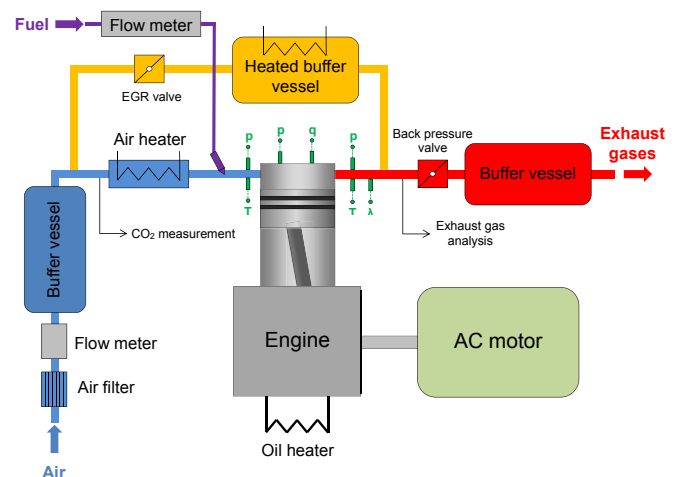 Fuel
Flow meter
Heated buffer
vessel
EGR valve
Air heater
p
p
q
p
Back pressure
valve
Exhaust
gases
Buffer vessel
Buffer vessel
T
T
λ
CO₂ measurement
Exhaust gas
analysis
Flow meter
Engine
AC motor
Air filter
Oil heater
Air